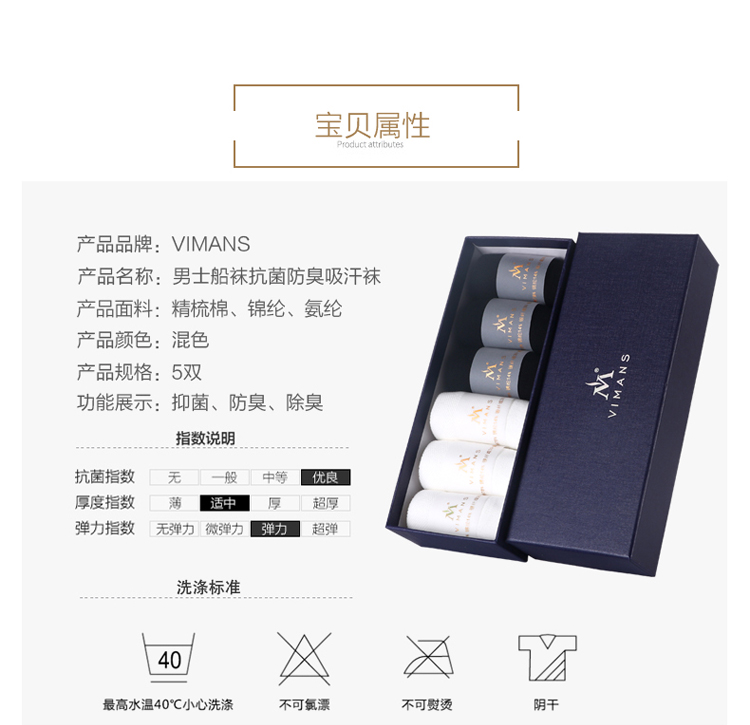 宝贝属性
Product attributes
产品品牌：VIMANS
产品名称：男士船袜抗菌防臭吸汗袜
产品面料：精梳棉、锦纶、氨纶
产品颜色：混色
产品规格：5双
功能展示：抑菌、防臭、除臭
指数说明
抗菌指数 无 一般 中等 优良
厚度指数 薄 适中 厚 超厚
弹力指数 无弹力 微弹力 弹力 超弹
VIMANS
洗涤标准
40
最高水温40℃小心洗涤 不可氯漂 不可熨烫 阴干